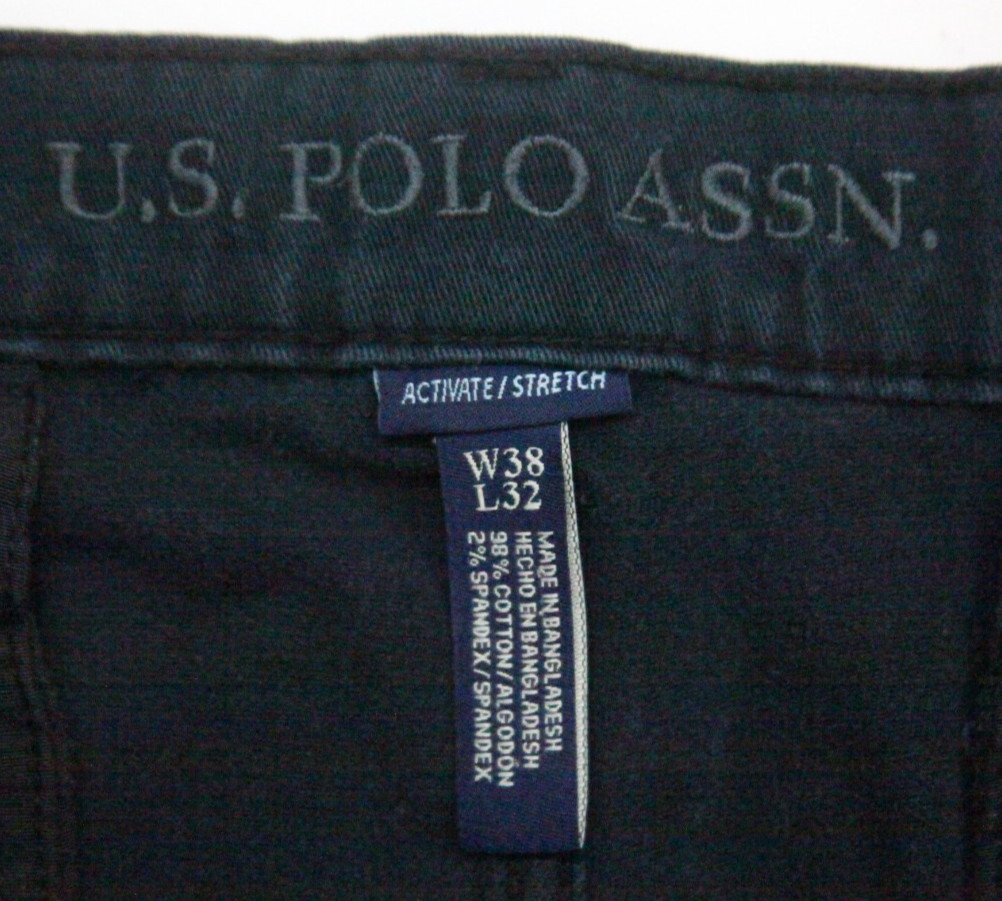 U.S. POLO ASSN.
ACTIVATE / STRETCH
W38
L32
MADE IN BANGLADESH
HECHO EN BANGLADESH
98% COTTON / ALGODÓN
2% SPANDEX / SPANDEX